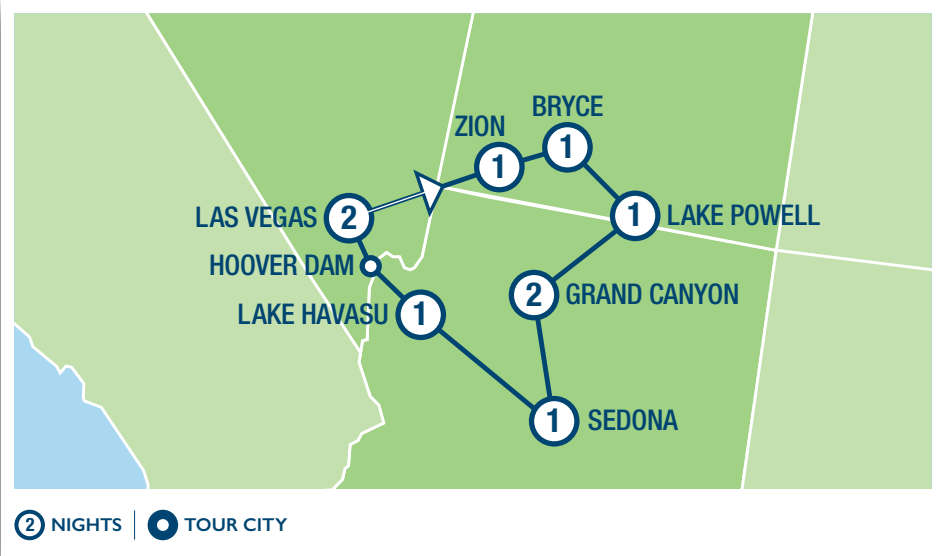 BRYCE
1
ZION
1
LAS VEGAS 2
1 LAKE POWELL
HOOVER DAM
2 GRAND CANYON
LAKE HAVASU 1
1 SEDONA
2 NIGHTS | TOUR CITY